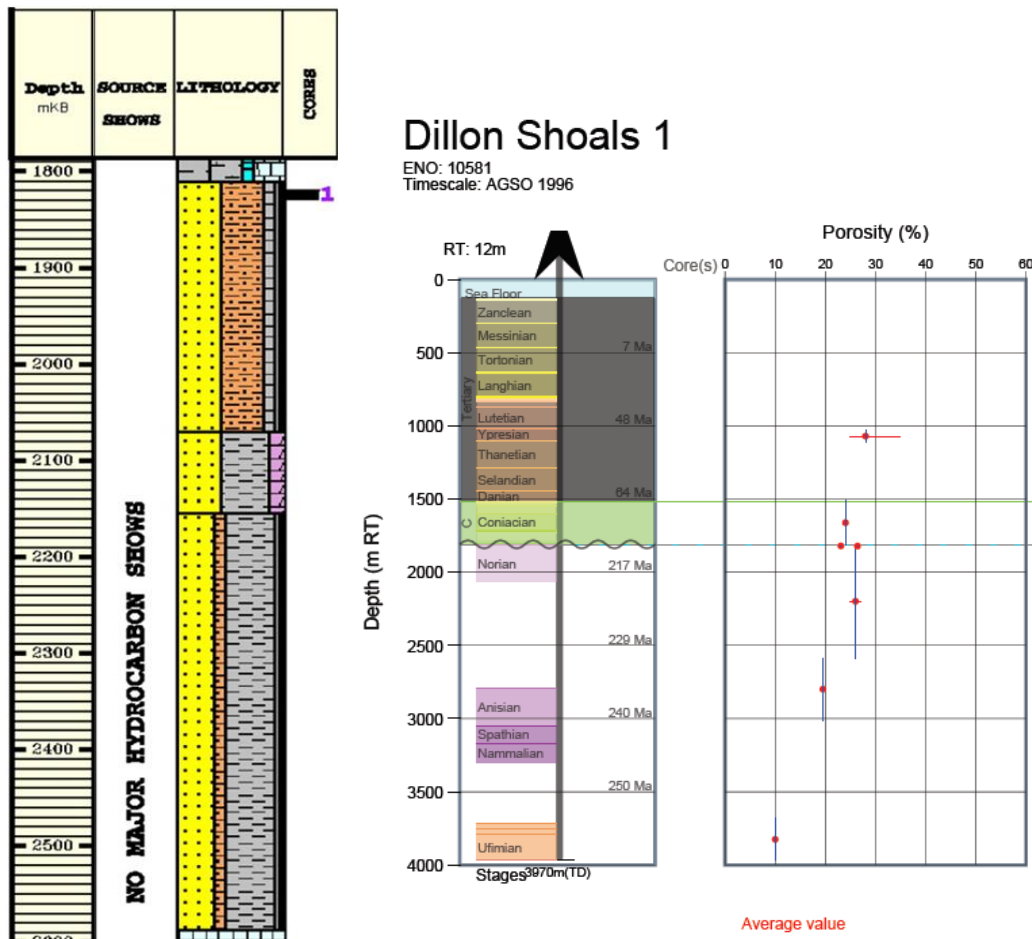 Depth
mKB
SOURCE
SHOWS
LITHOLOGY
CORES
1800
1900
2000
2100
2200
2300
2400
2500
1
NO MAJOR HYDROCARBON SHOWS
Dillon Shoals 1
ENO: 10581
Timescale: AGSO 1996
RT: 12m
Porosity (%)
Core(s)
0
20
30
40
50
60
Depth (m RT)
0
500
1000
1500
2000
2500
3000
3500
4000
Sea Floor
Zanclean
Messinian
7 Ma
Tortonian
Langhian
Tertiary
Lutetian
48 Ma
Ypresian
Thanetian
Selandian
64 Ma
Danian
C
Coniacian
Norian
217 Ma
229 Ma
Anisian
240 Ma
Spathian
Nammalian
250 Ma
Ufimian
Stages
3970m(TD)
Average value